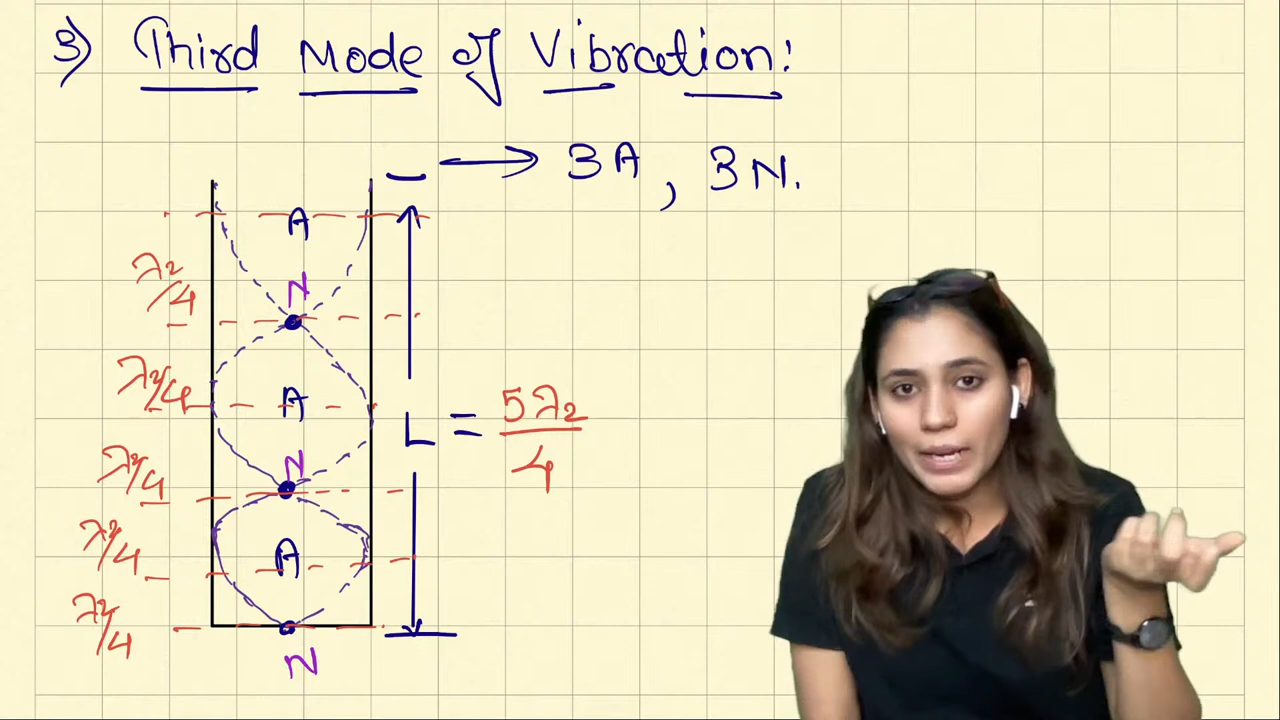 3) Third Mode of Vibration:
→ 3A, 3N.
A
λ2/4
N
λ2/4
A
L = 5λ2/4
N
λ2/4
λ2/4
A
λ2/4
N